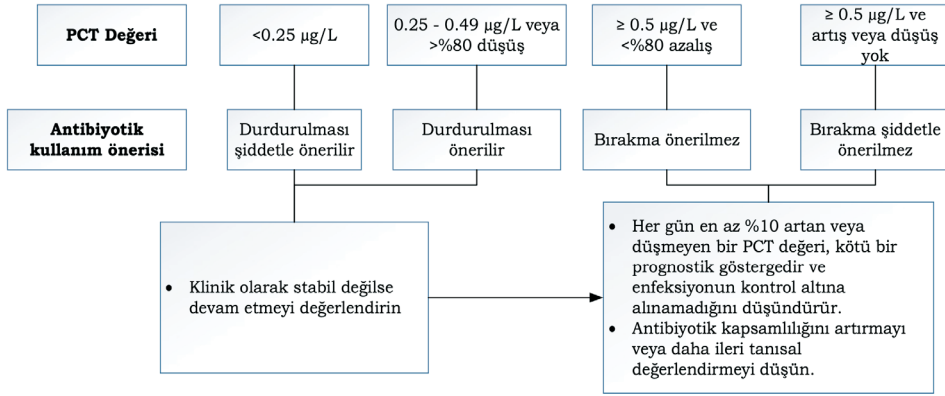 PCT Değeri
<0.25 µg/L
0.25 - 0.49 µg/L veya
>%80 düşüş
≥ 0.5 µg/L ve
<%80 azalış
≥ 0.5 µg/L ve
artış veya düşüş
yok
Antibiyotik
kullanım önerisi
Durdurulması
şiddetle önerilir
Durdurulması
önerilir
Bırakma önerilmez
Bırakma şiddetle
önerilmez
• Klinik olarak stabil değilse
devam etmeyi değerlendirin
• Her gün en az %10 artan veya
düşmeyen bir PCT değeri, kötü bir
prognostik göstergedir ve
enfeksiyonun kontrol altına
alınamadığını düşündürür.
• Antibiyotik kapsamlılığını artırmayı
veya daha ileri tanısal
değerlendirmeyi düşün.